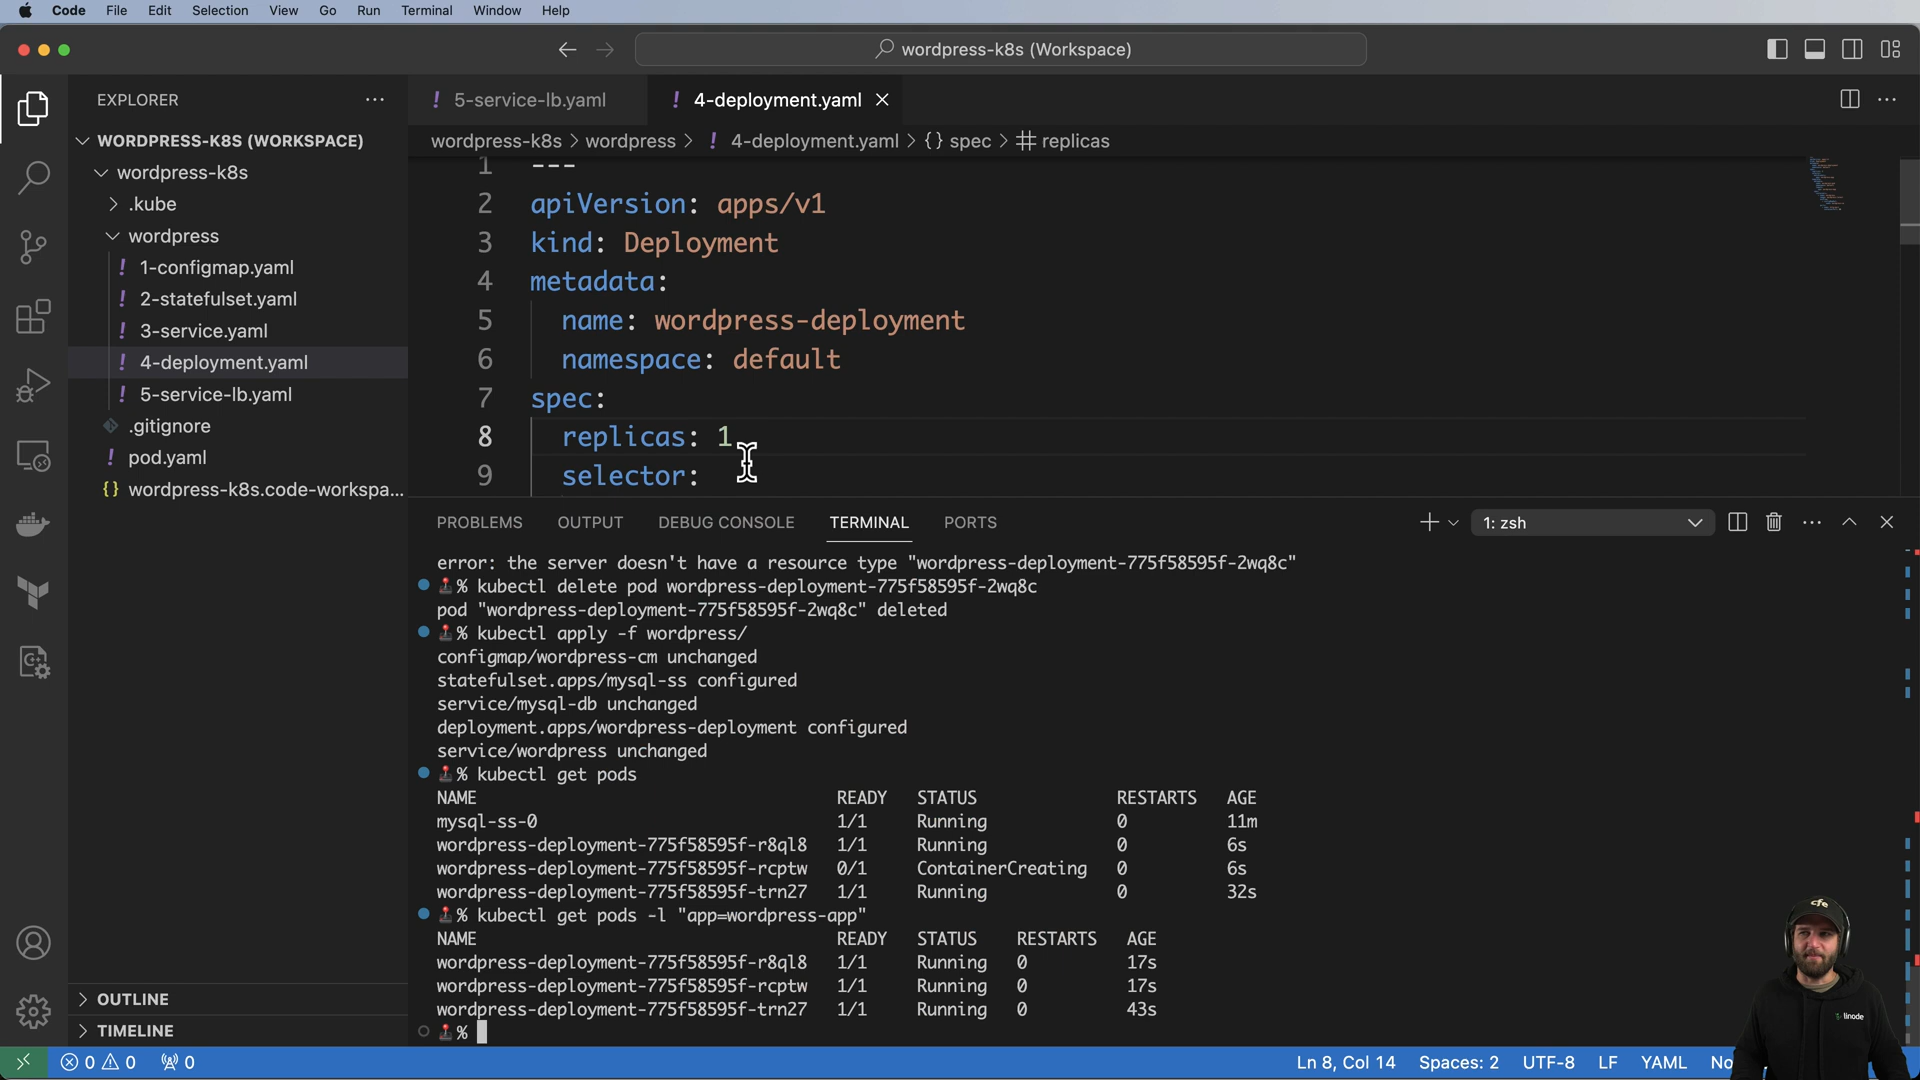 Code File Edit Selection View Go Run Terminal Window Help
wordpress-k8s (Workspace)
EXPLORER
WORDPRESS-K8S (WORKSPACE)
wordpress-k8s
.kube
wordpress
! 1-configmap.yaml
! 2-statefulset.yaml
! 3-service.yaml
! 4-deployment.yaml
! 5-service-lb.yaml
.gitignore
! pod.yaml
{} wordpress-k8s.code-workspa...
OUTLINE
TIMELINE
! 5-service-lb.yaml ! 4-deployment.yaml
wordpress-k8s > wordpress > ! 4-deployment.yaml > {} spec > replicas
1 ---
2 apiVersion: apps/v1
3 kind: Deployment
4 metadata:
5 name: wordpress-deployment
6 namespace: default
7 spec:
8 replicas: 1
9 selector:
PROBLEMS OUTPUT DEBUG CONSOLE TERMINAL PORTS 1: zsh
error: the server doesn't have a resource type "wordpress-deployment-775f58595f-2wq8c"
% kubectl delete pod wordpress-deployment-775f58595f-2wq8c
pod "wordpress-deployment-775f58595f-2wq8c" deleted
% kubectl apply -f wordpress/
configmap/wordpress-cm unchanged
statefulset.apps/mysql-ss configured
service/mysql-db unchanged
deployment.apps/wordpress-deployment configured
service/wordpress unchanged
% kubectl get pods
NAME READY STATUS RESTARTS AGE
mysql-ss-0 1/1 Running 0 11m
wordpress-deployment-775f58595f-r8ql8 1/1 Running 0 6s
wordpress-deployment-775f58595f-rcptw 0/1 ContainerCreating 0 6s
wordpress-deployment-775f58595f-trn27 1/1 Running 0 32s
% kubectl get pods -l "app=wordpress-app"
NAME READY STATUS RESTARTS AGE
wordpress-deployment-775f58595f-r8ql8 1/1 Running 0 17s
wordpress-deployment-775f58595f-rcptw 1/1 Running 0 17s
wordpress-deployment-775f58595f-trn27 1/1 Running 0 43s
%
cfe
linode
0 0 0 Ln 8, Col 14 Spaces: 2 UTF-8 LF YAML No